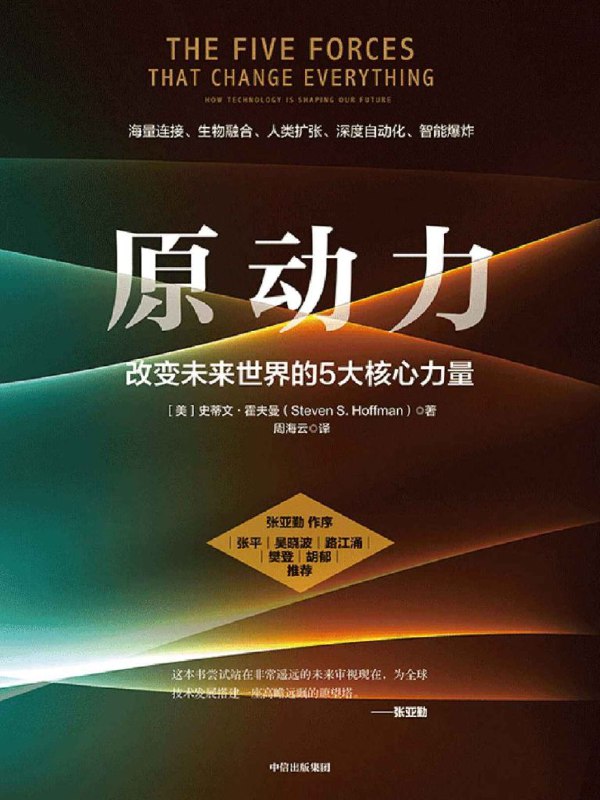 THE FIVE FORCES
THAT CHANGE EVERYTHING
HOW TECHNOLOGY IS SHAPING OUR FUTURE
海量连接、生物融合、人类扩张、深度自动化、智能爆炸
原动力
改变未来世界的5大核心力量
[美]史蒂文·霍夫曼(Steven S. Hoffman)◎著
周海云◎译
张亚勤 作序
|张平|吴晓波|路江涌|
|樊登|胡郁|
推荐
这本书尝试站在非常遥远的未来审视现在,为全球
技术发展搭建一座高瞻远瞩的瞭望塔。
——张亚勤
中信出版集团